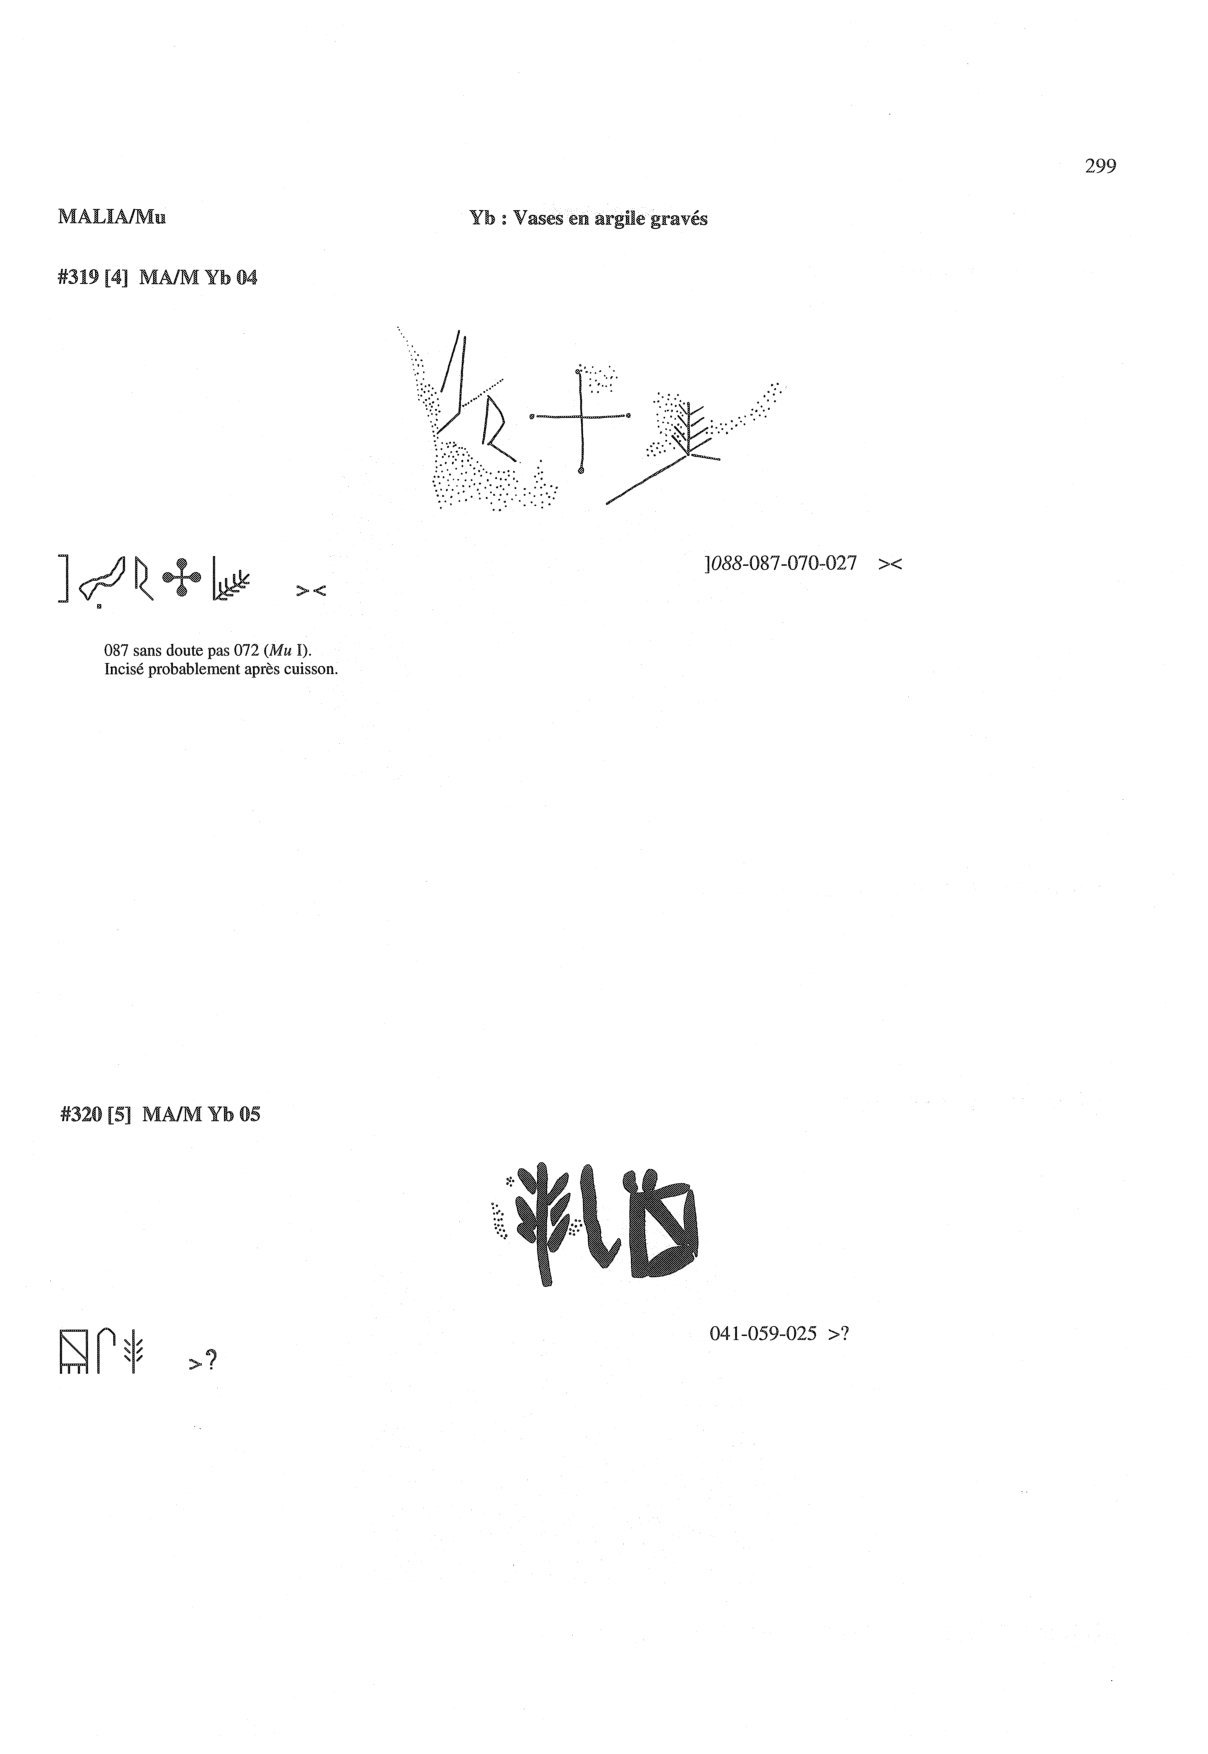 299
MALIA/Mu Yb : Vases en argile gravés
#319 [4] MA/M Yb 04
]088-087-070-027 ><
] ><
087 sans doute pas 072 (Mu I).
Incisé probablement après cuisson.
#320 [5] MA/M Yb 05
041-059-025 >?
>?